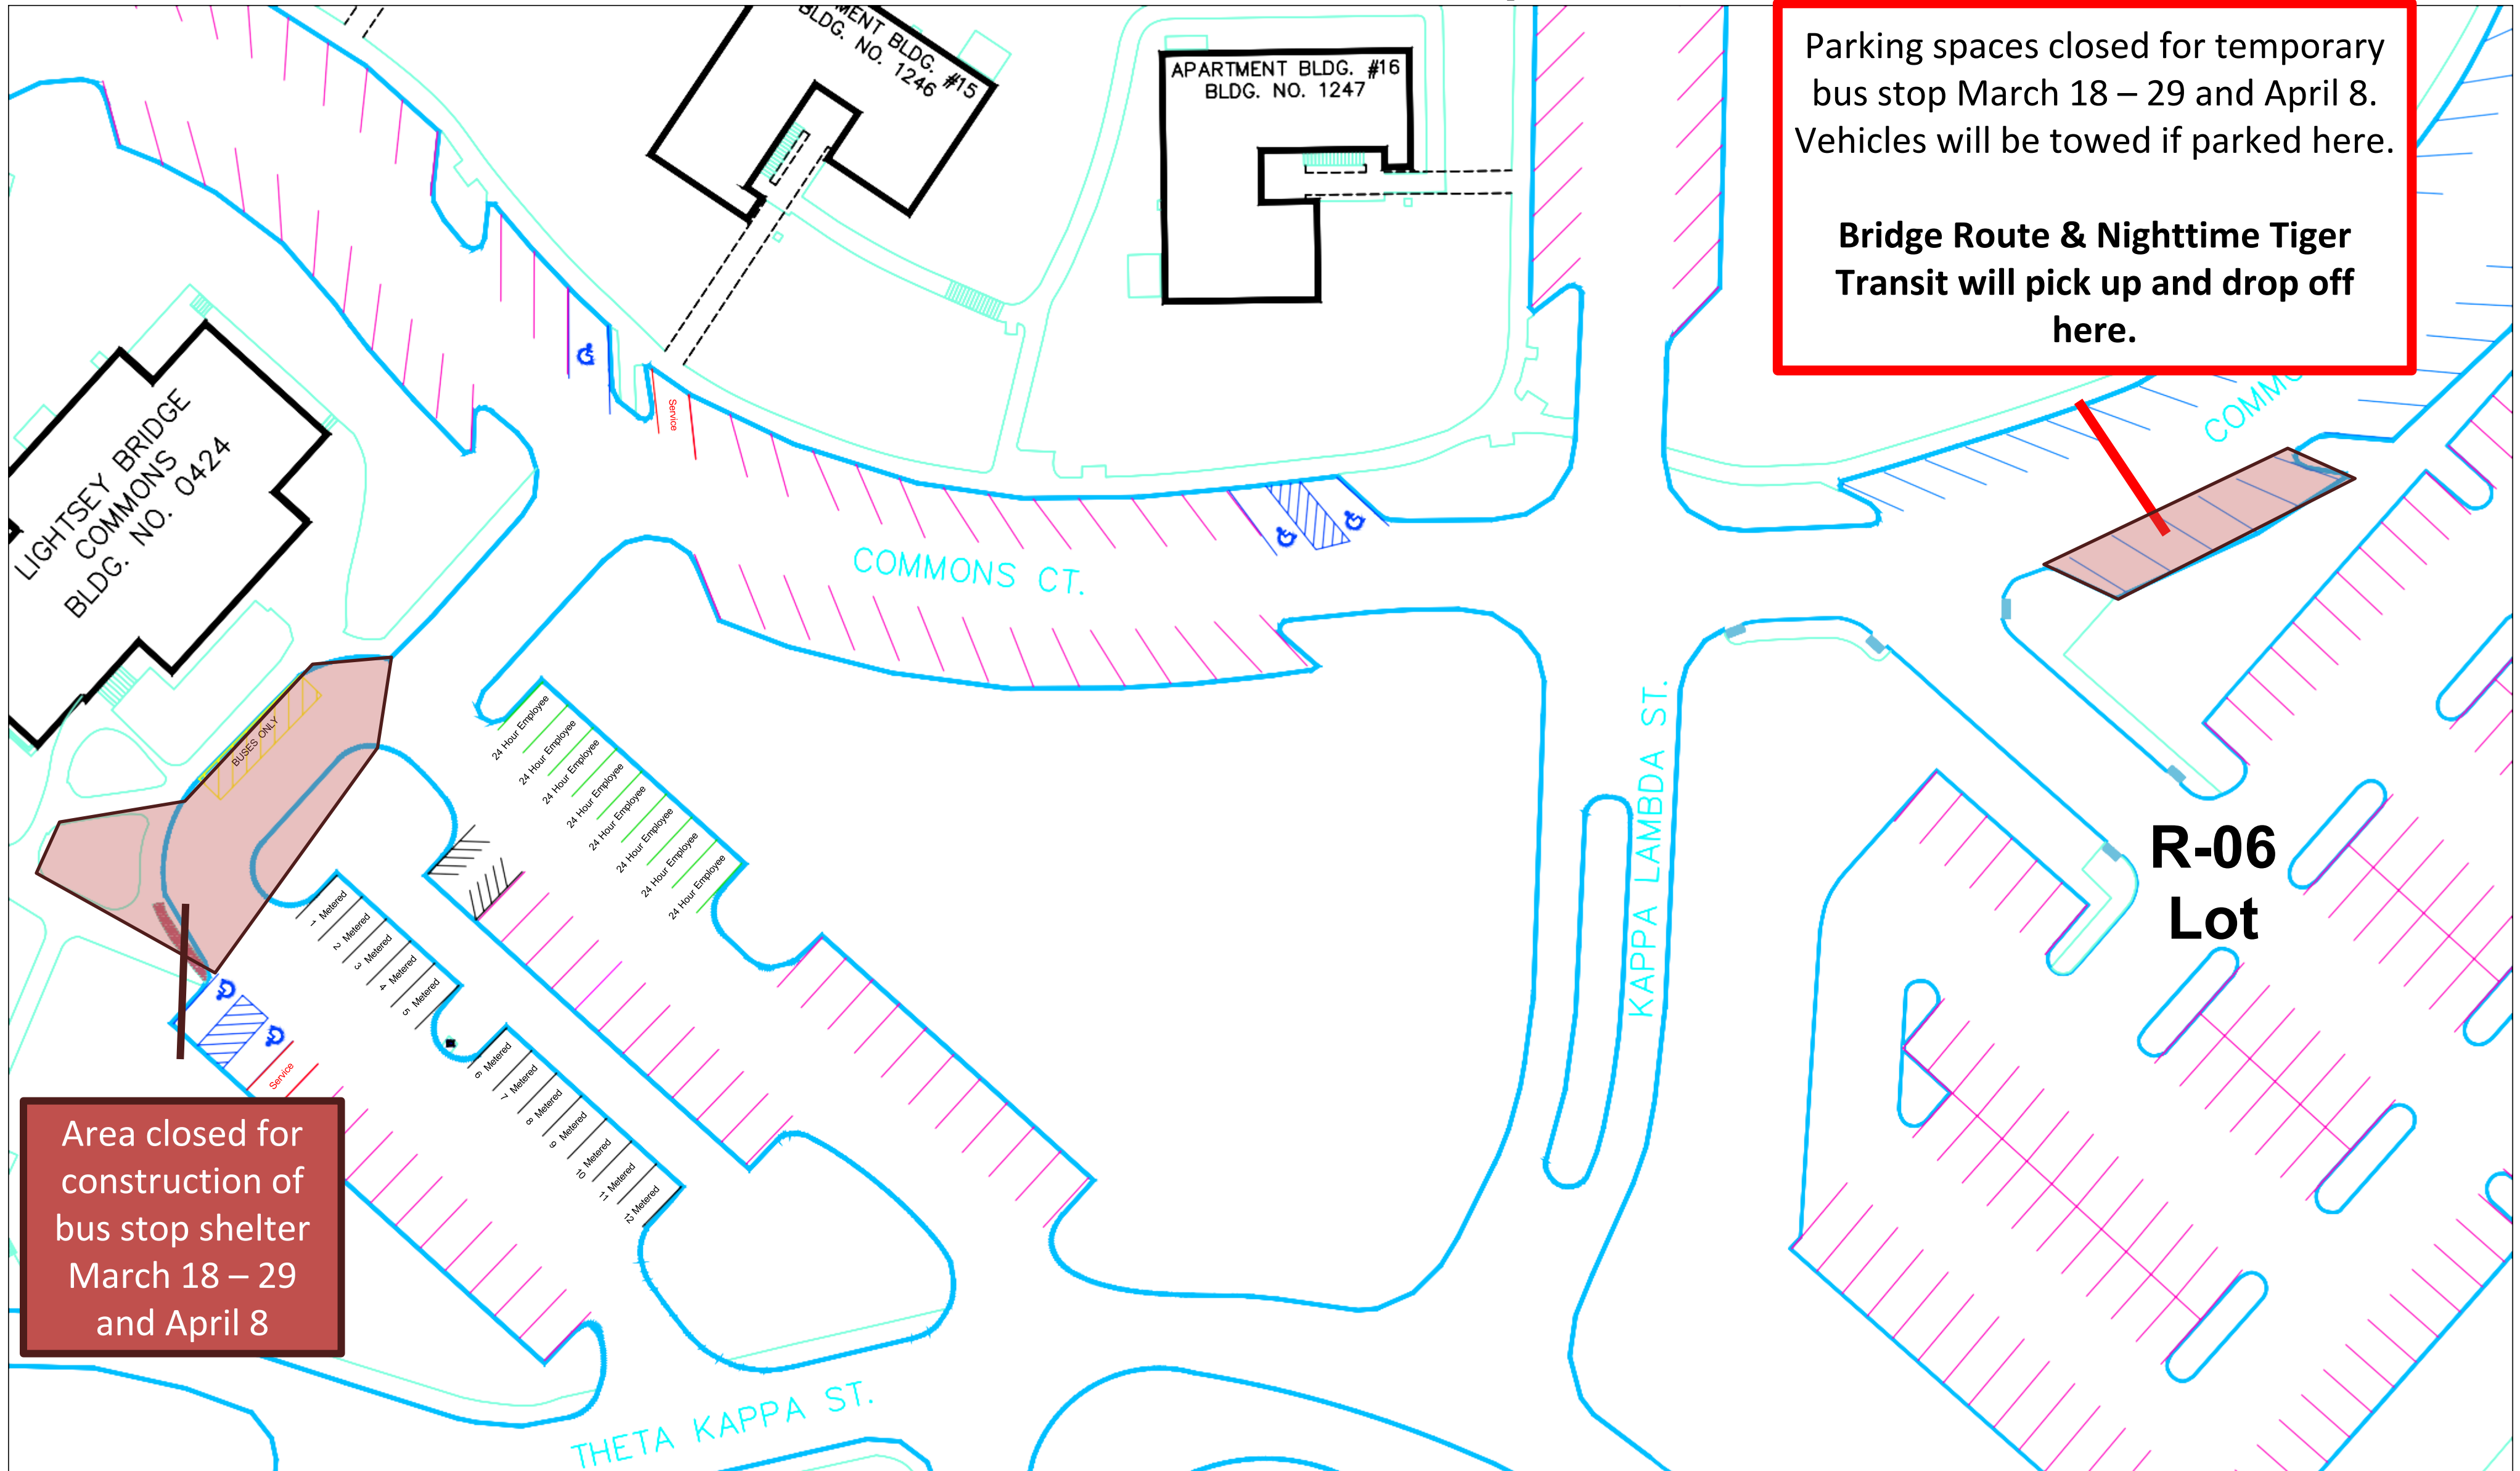 MENT BLDG. #15
BLDG. NO. 1246
APARTMENT BLDG. #16
BLDG. NO. 1247
Parking spaces closed for temporary
bus stop March 18 – 29 and April 8.
Vehicles will be towed if parked here.
Bridge Route & Nighttime Tiger
Transit will pick up and drop off
here.
LIGHTSEY BRIDGE
COMMONS
BLDG. NO. 0424
Service
COMMONS CT.
BUSES ONLY
24 Hour Employee
24 Hour Employee
24 Hour Employee
24 Hour Employee
24 Hour Employee
24 Hour Employee
24 Hour Employee
24 Hour Employee
1 Metered
2 Metered
3 Metered
4 Metered
5 Metered
6 Metered
7 Metered
8 Metered
9 Metered
10 Metered
11 Metered
12 Metered
KAPPA LAMBDA ST.
R-06
Lot
Service
Area closed for
construction of
bus stop shelter
March 18 – 29
and April 8
THETA KAPPA ST.